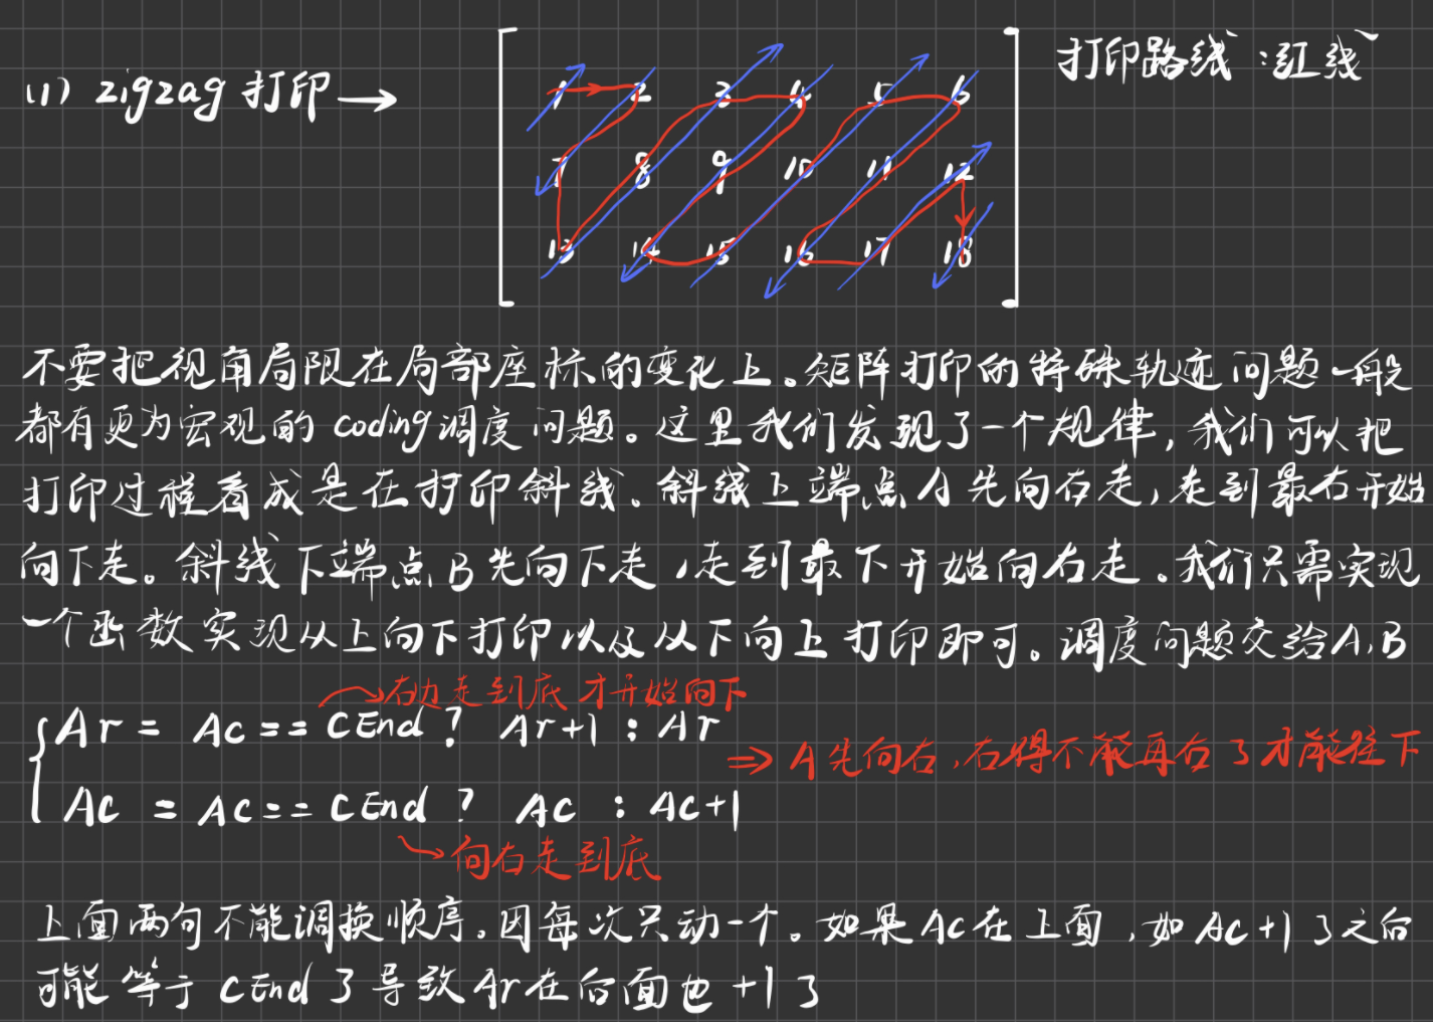 (1) zigzag 打印→
1 2 3 4 5 6
7 8 9 10 11 12
13 14 15 16 17 18
打印路线:红线
不要把视角局限在局部座标的变化上。矩阵打印的特殊轨迹问题一般
都有更为宏观的coding调度问题。这里我们发现了一个规律,我们可以把
打印过程看成是在打印斜线。斜线上端点A先向右走,走到最右开始
向下走。斜线下端点B先向下走,走到最下开始向右走。我们只需实现
一个函数实现从上向下打印以及从下向上打印即可。调度问题交给A,B
→右边走到底才开始向下
Ar = Ac == CEnd ? Ar+1 : Ar
⇒ A先向右,右得不能再右了才能往下
Ac = Ac == CEnd ? Ac : Ac+1
→向右走到底
上面两句不能调换顺序。因每次只动一个。如果Ac在上面,如Ac+1了之后
可能等于CEnd了导致Ar在后面也+1了